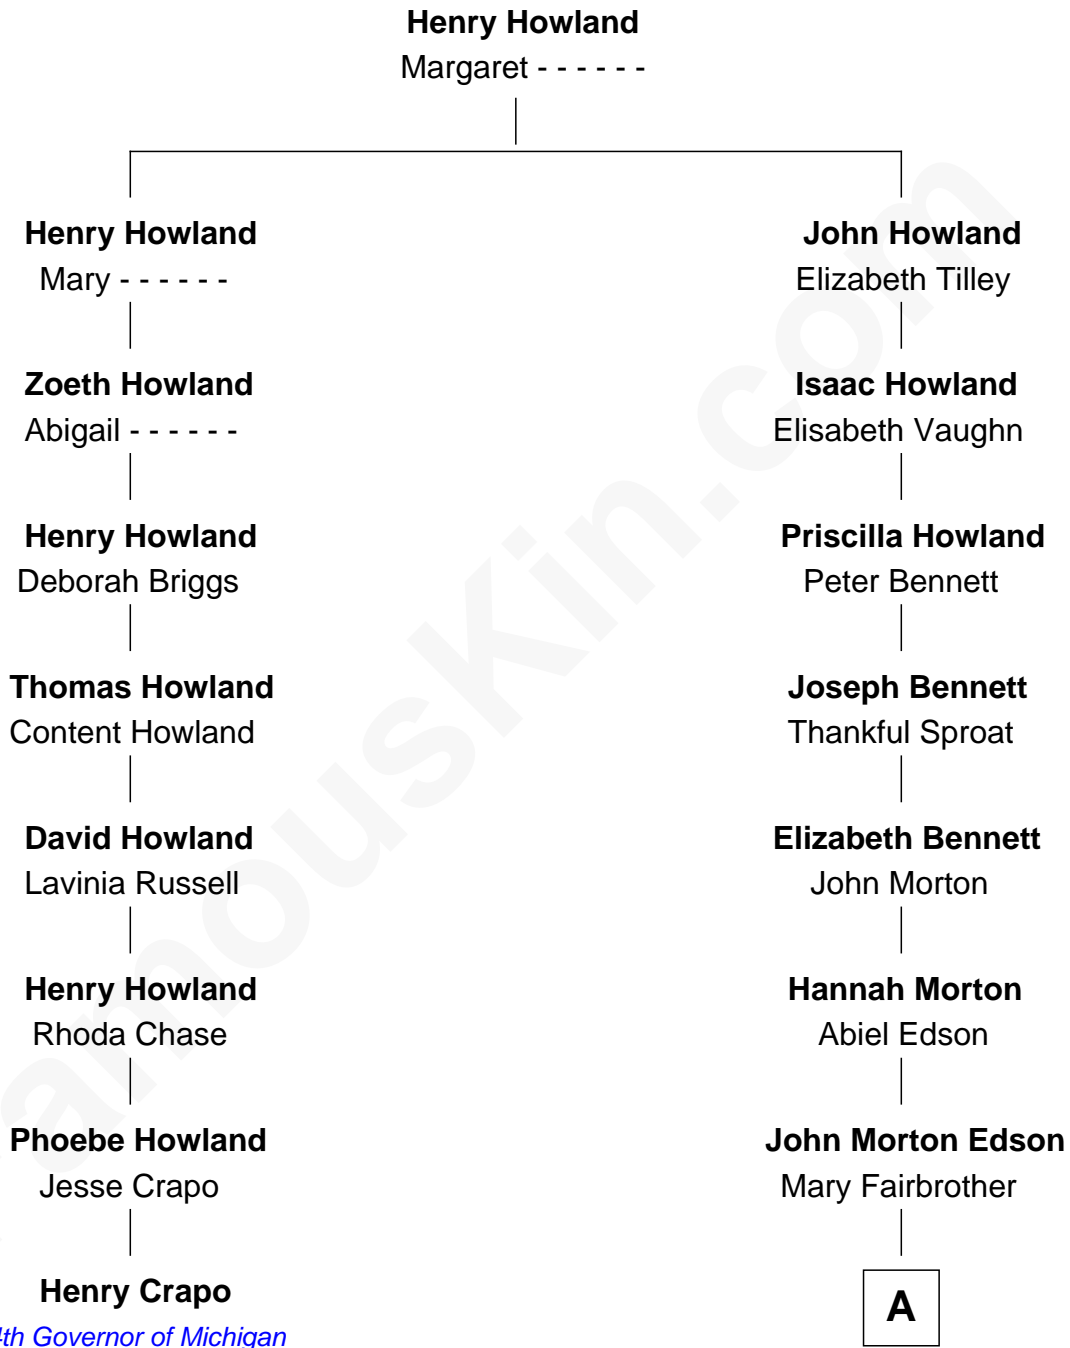 Henry Howland
Margaret - - - - - -
Henry Howland
John Howland
Mary - - - - - -
Elizabeth Tilley
Zoeth Howland
Isaac Howland
Abigail - - - - - -
Elisabeth Vaughn
Henry Howland
Priscilla Howland
Deborah Briggs
Peter Bennett
Thomas Howland
Joseph Bennett
Content Howland
Thankful Sproat
David Howland
Elizabeth Bennett
Lavinia Russell
John Morton
Henry Howland
Hannah Morton
Rhoda Chase
Abiel Edson
Phoebe Howland
John Morton Edson
Jesse Crapo
Mary Fairbrother
Henry Crapo
A
4th Governor of Michigan
amouskin.com